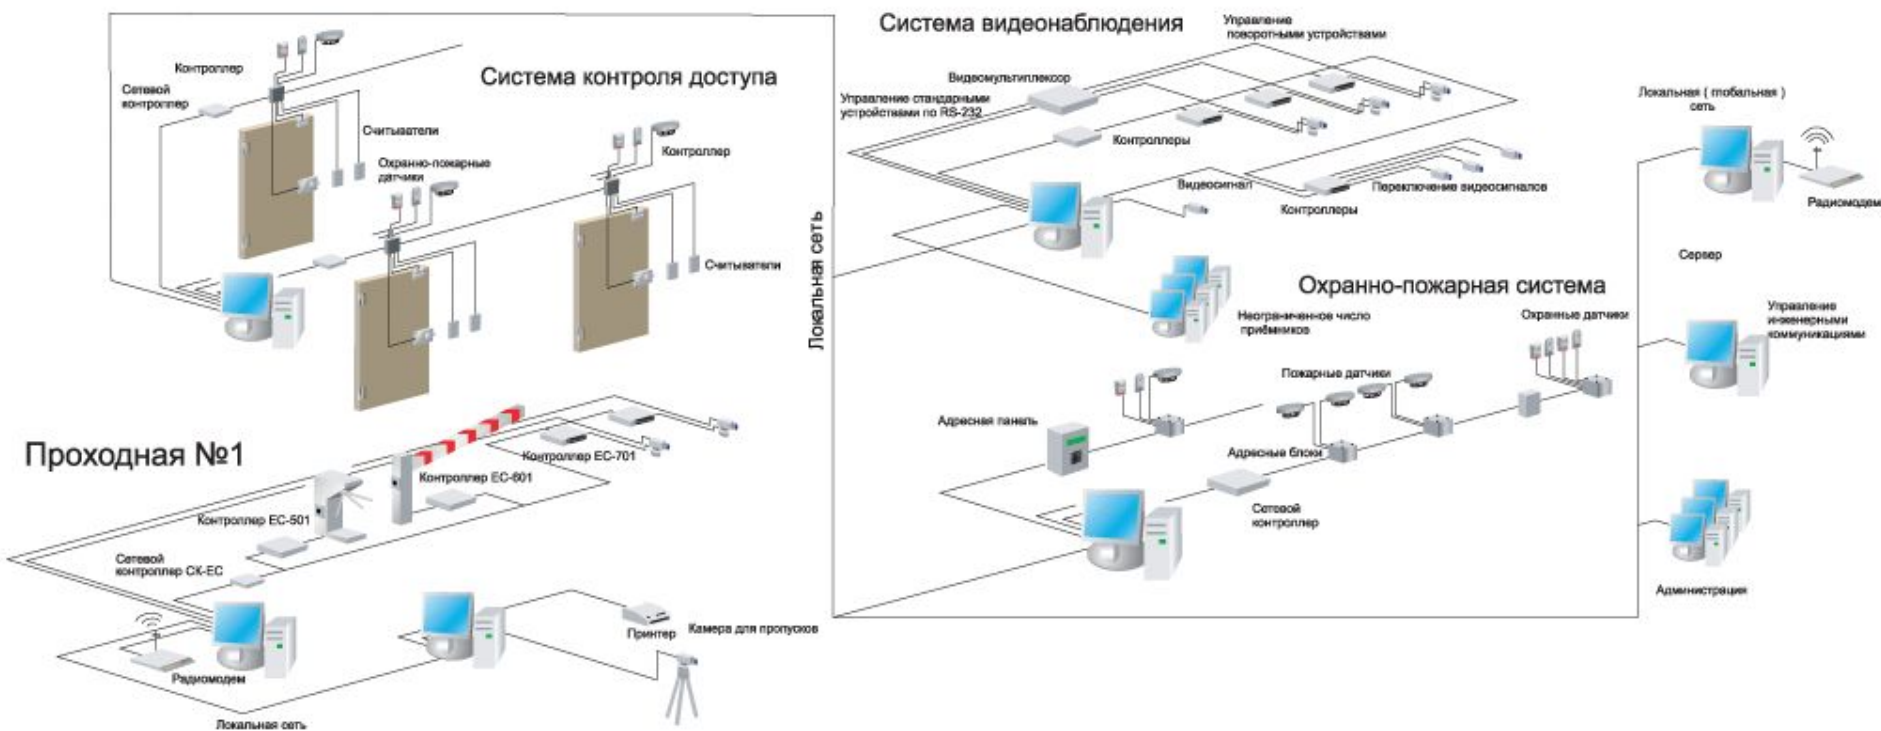 Система контроля доступа
Контроллер
Сетевой
контроллер
Считыватели
Охранно-пожарные
датчики
Контроллер
Считыватели
Локальная сеть
Проходная №1
Контроллер ЕС-701
Контроллер ЕС-601
Контроллер ЕС-501
Сетевой
контроллер СК-ЕС
Радиомодем
Принтер
Камера для пропусков
Локальная сеть
Система видеонаблюдения
Управление
поворотными устройствами
Видеомультиплексор
Управление стандарными
устройствами по RS-232
Контроллеры
Видеосигнал
Контроллеры
Переключение видеосигналов
Неограниченное число
приёмников
Охранно-пожарная система
Охранные датчики
Пожарные датчики
Адресная панель
Адресные блоки
Сетевой
контроллер
Локальная ( глобальная )
сеть
Радиомодем
Сервер
Управление
инженерными
коммуникациями
Администрация